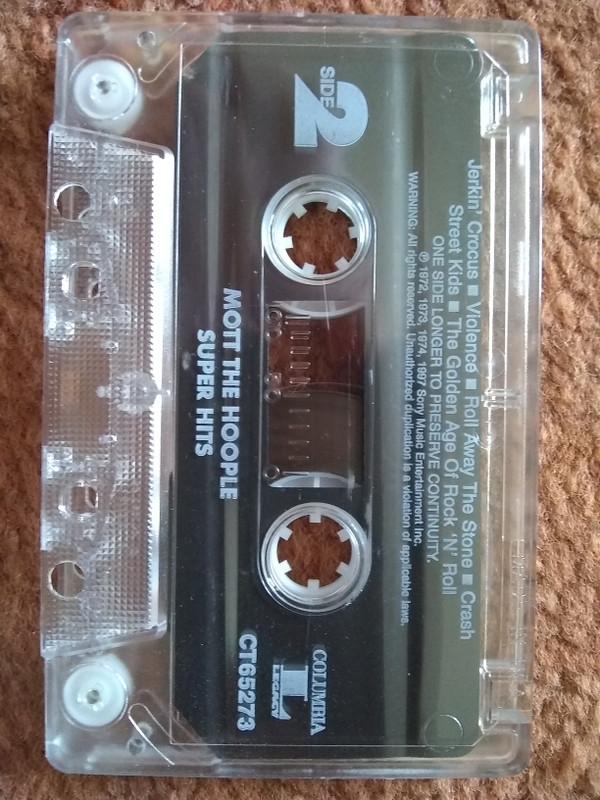 Jerkin' Crocus ■ Violence ■ Roll Away The Stone ■ Crash
Street Kids ■ The Golden Age Of Rock 'N' Roll
ONE SIDE LONGER TO PRESERVE CONTINUITY.
℗ 1972, 1973, 1974, 1997 Sony Music Entertainment Inc.
WARNING: All rights reserved. Unauthorized duplication is a violation of applicable laws.
SIDE
2
COLUMBIA
L
LEGACY
MOTT THE HOOPLE
SUPER HITS
CT65273